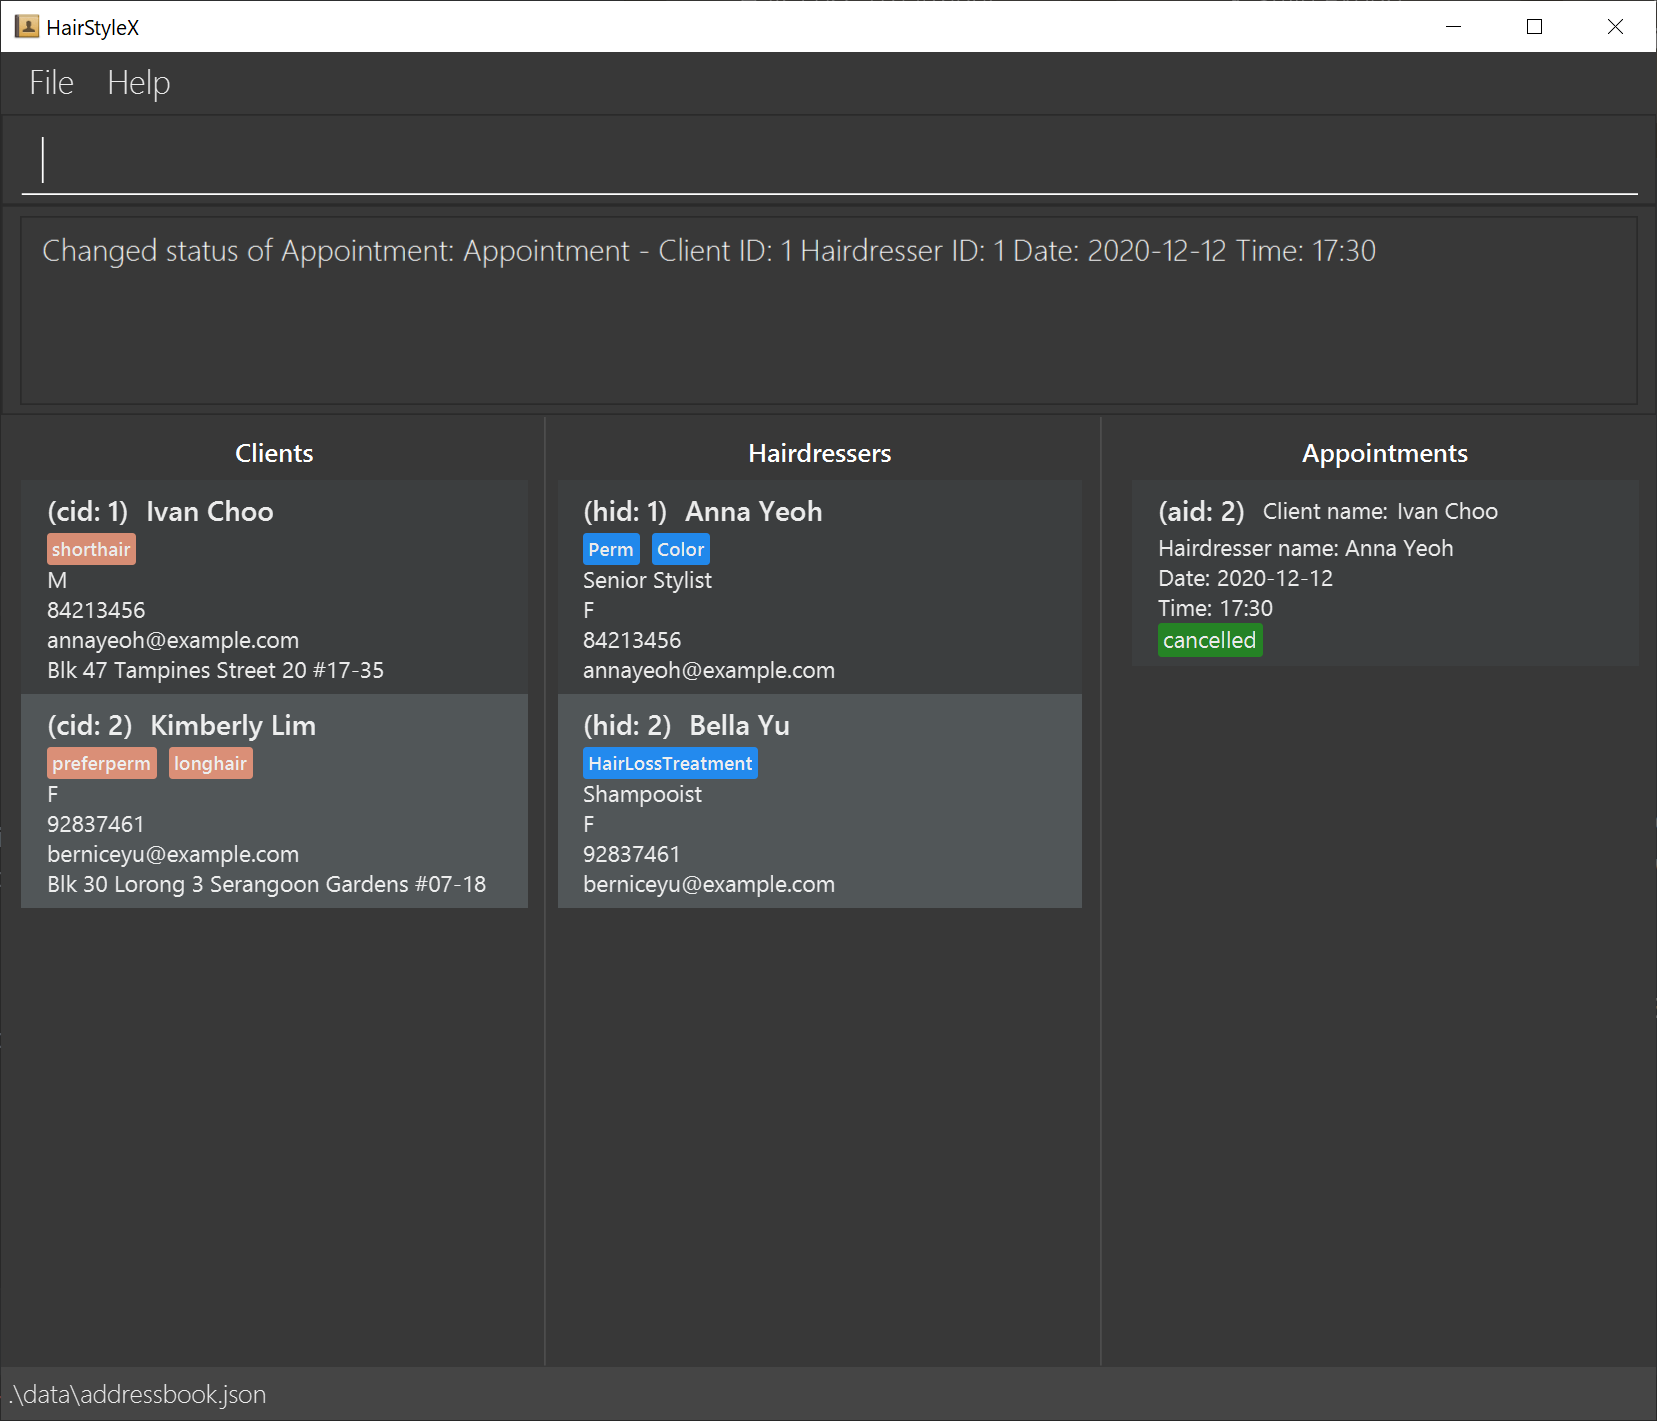 HairStyleX
File Help
Changed status of Appointment: Appointment - Client ID: 1 Hairdresser ID: 1 Date: 2020-12-12 Time: 17:30
Clients
(cid: 1) Ivan Choo
shorthair
M
84213456
annayeoh@example.com
Blk 47 Tampines Street 20 #17-35
(cid: 2) Kimberly Lim
preferperm longhair
F
92837461
berniceyu@example.com
Blk 30 Lorong 3 Serangoon Gardens #07-18
Hairdressers
(hid: 1) Anna Yeoh
Perm Color
Senior Stylist
F
84213456
annayeoh@example.com
(hid: 2) Bella Yu
HairLossTreatment
Shampooist
F
92837461
berniceyu@example.com
Appointments
(aid: 2) Client name: Ivan Choo
Hairdresser name: Anna Yeoh
Date: 2020-12-12
Time: 17:30
cancelled
.\data\addressbook.json